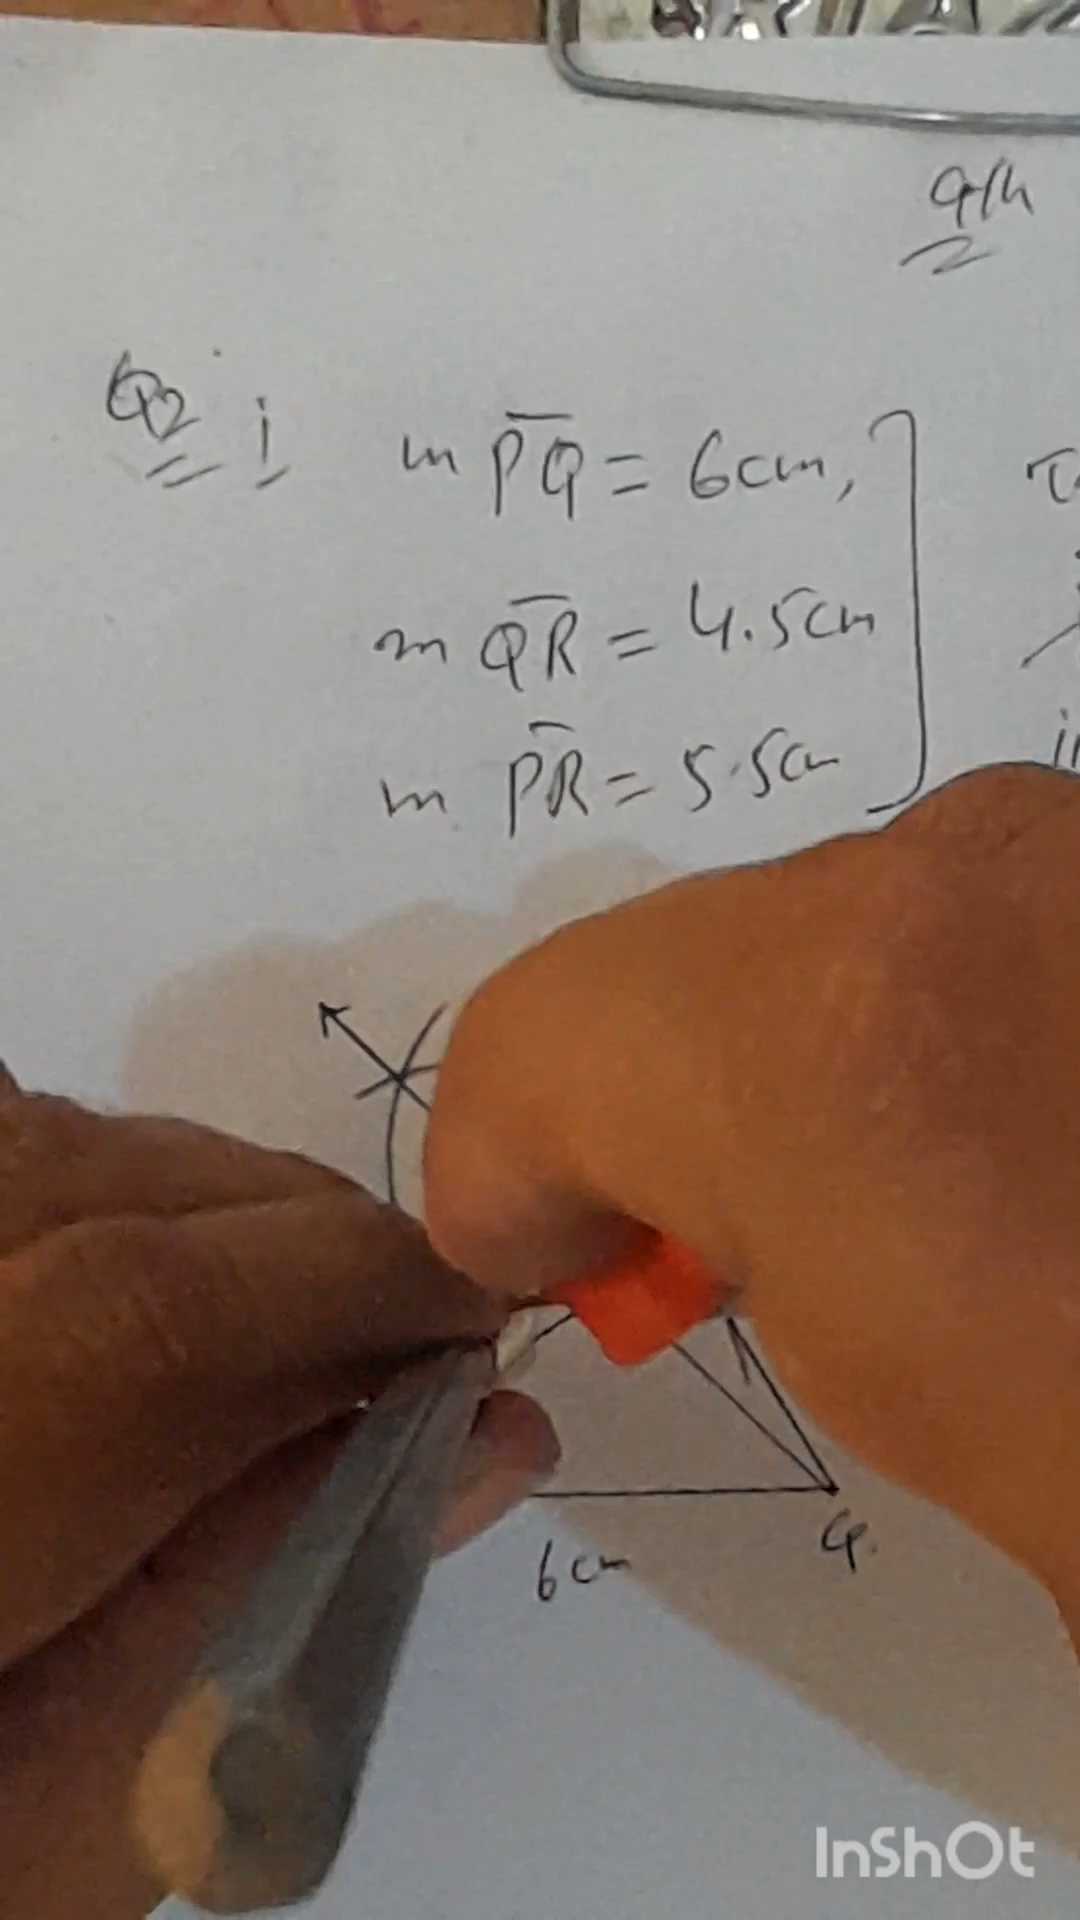 9th
Q2 i m PQ = 6cm,
m QR = 4.5cm
m PR = 5.5cm
6cm
Q.
InShOt